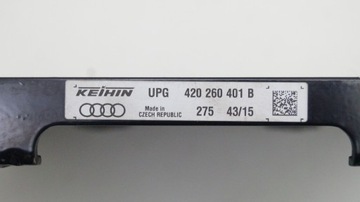 KEIHIN UPG 420 260 401 B
Made in
CZECH REPUBLIC 275 43/15